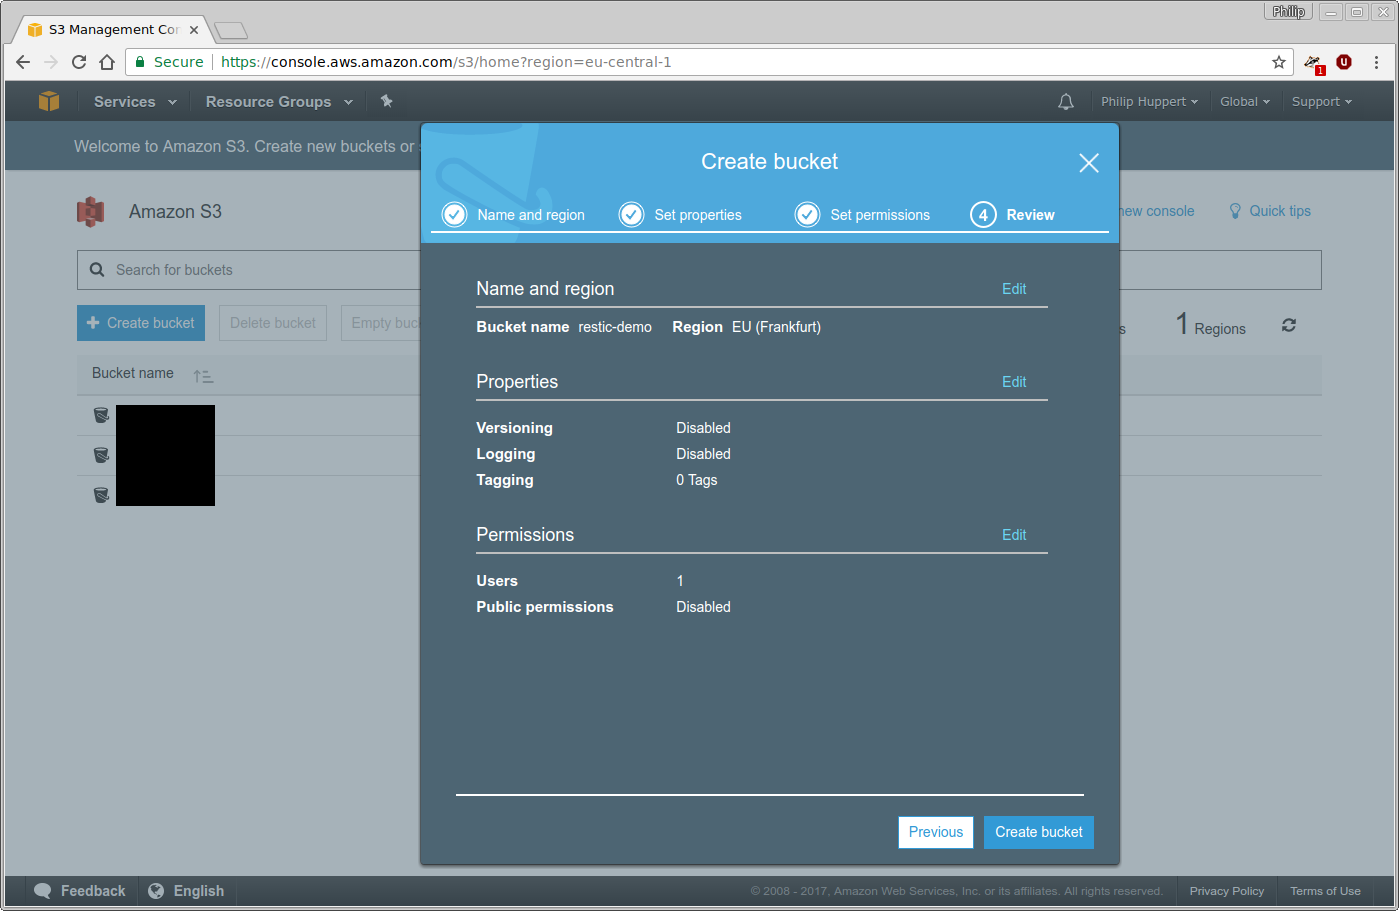 Philip
S3 Management Cor
Secure https://console.aws.amazon.com/s3/home?region=eu-central-1
1
Services Resource Groups Philip Huppert Global Support
Welcome to Amazon S3. Create new buckets or
Create bucket
Name and region Set properties Set permissions 4 Review
Amazon S3 new console Quick tips
Search for buckets
Create bucket Delete bucket Empty buc 1 Regions
Bucket name
Name and region Edit
Bucket name restic-demo Region EU (Frankfurt)
Properties Edit
Versioning Disabled
Logging Disabled
Tagging 0 Tags
Permissions Edit
Users 1
Public permissions Disabled
Previous Create bucket
Feedback English © 2008 - 2017, Amazon Web Services, Inc. or its affiliates. All rights reserved. Privacy Policy Terms of Use